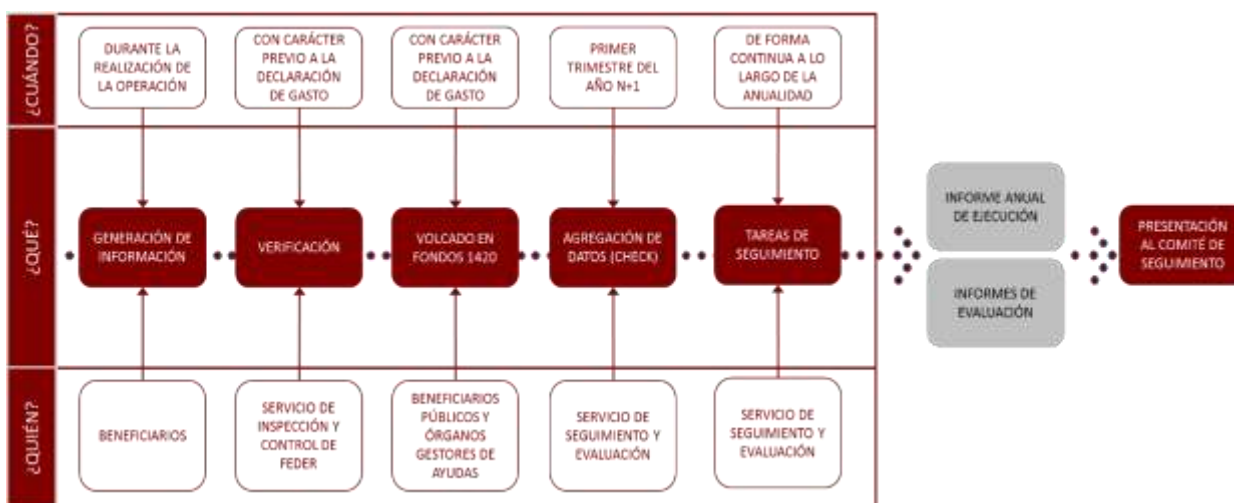 ¿CUÁNDO?
DURANTE LA
REALIZACIÓN DE
LA OPERACIÓN
CON CARÁCTER
PREVIO A LA
DECLARACIÓN
DE GASTO
CON CARÁCTER
PREVIO A LA
DECLARACIÓN
DE GASTO
PRIMER
TRIMESTRE DEL
AÑO N+1
DE FORMA
CONTINUA A LO
LARGO DE LA
ANUALIDAD
¿QUÉ?
GENERACIÓN DE
INFORMACIÓN
VERIFICACIÓN
VOLCADO EN
FONDOS 1420
AGREGACIÓN DE
DATOS (CHECK)
TAREAS DE
SEGUIMIENTO
INFORME ANUAL
DE EJECUCIÓN
INFORMES DE
EVALUACIÓN
PRESENTACIÓN
AL COMITÉ DE
SEGUIMIENTO
¿QUIÉN?
BENEFICIARIOS
SERVICIO DE
INSPECCIÓN Y
CONTROL DE
FEDER
BENEFICIARIOS
PÚBLICOS Y
ÓRGANOS
GESTORES DE
AYUDAS
SERVICIO DE
SEGUIMIENTO Y
EVALUACIÓN
SERVICIO DE
SEGUIMIENTO Y
EVALUACIÓN